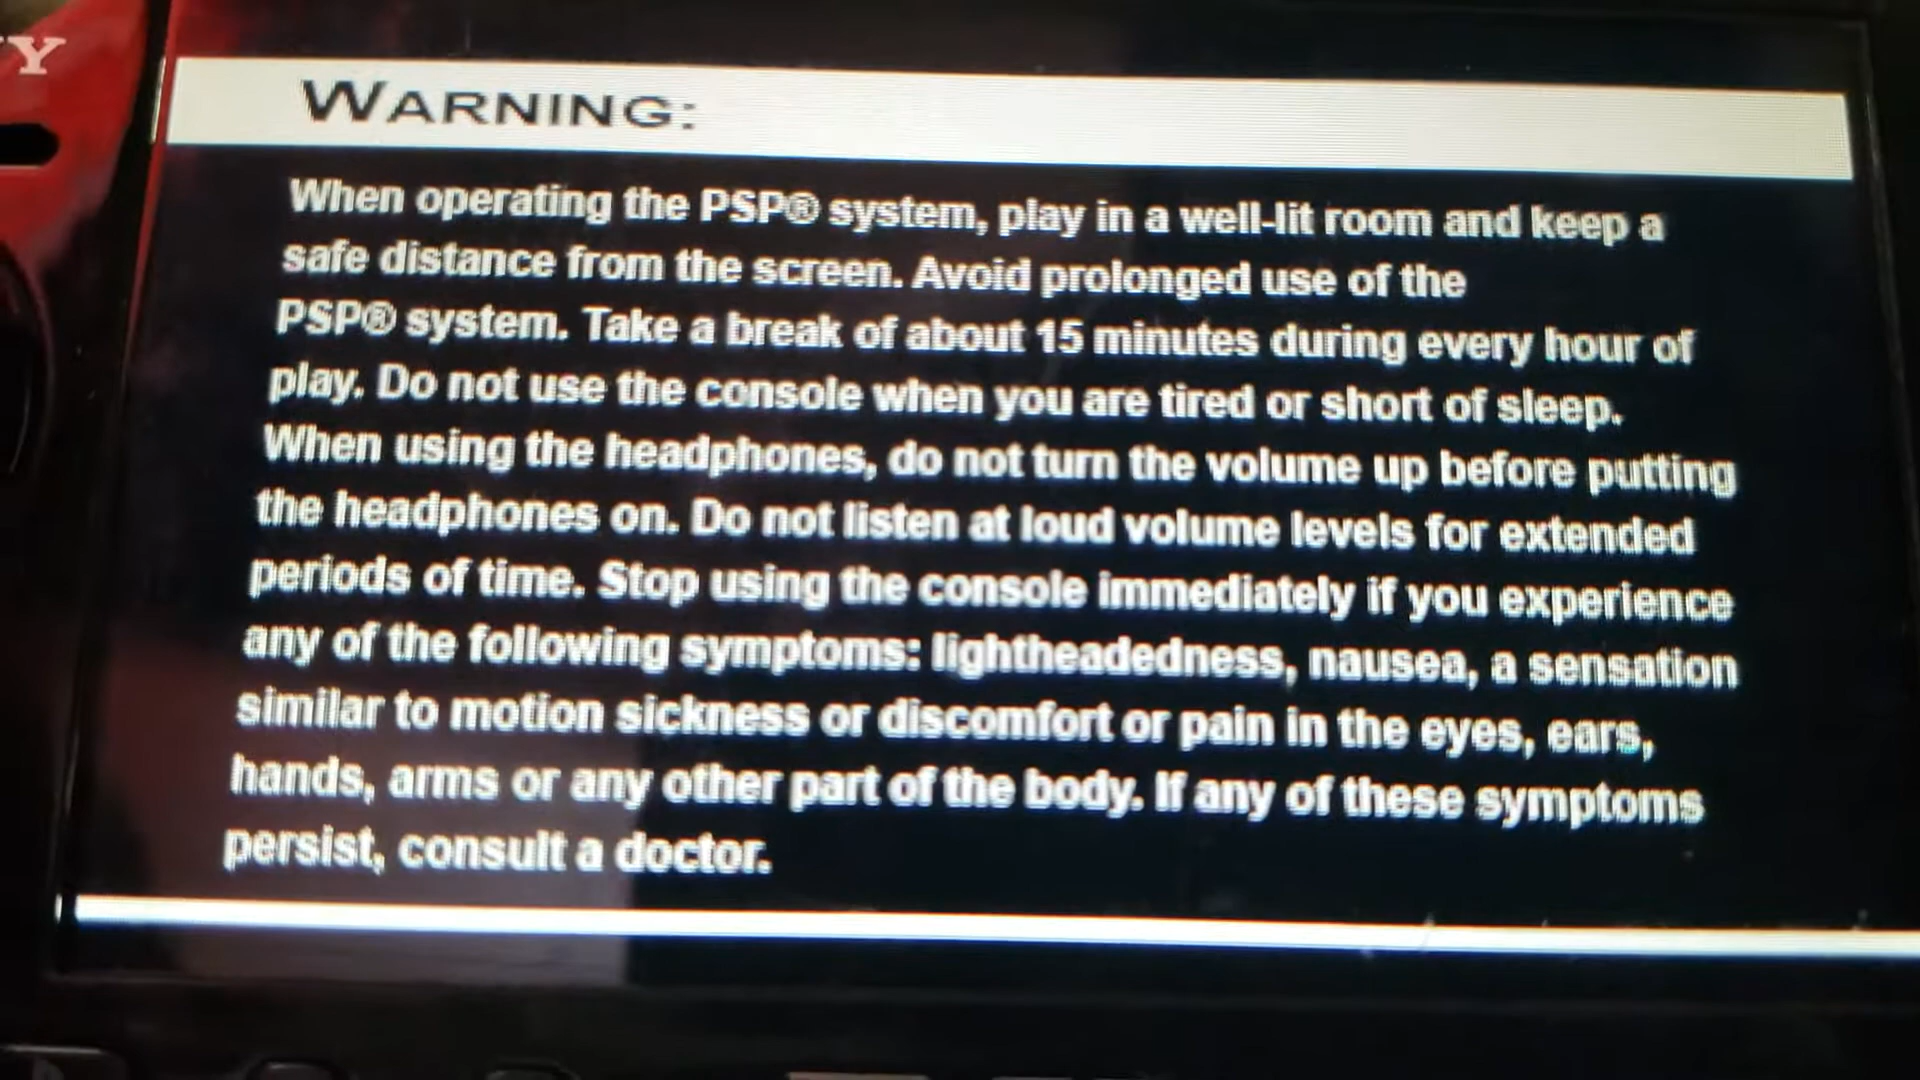 Y
WARNING:
When operating the PSP® system, play in a well-lit room and keep a
safe distance from the screen. Avoid prolonged use of the
PSP® system. Take a break of about 15 minutes during every hour of
play. Do not use the console when you are tired or short of sleep.
When using the headphones, do not turn the volume up before putting
the headphones on. Do not listen at loud volume levels for extended
periods of time. Stop using the console immediately if you experience
any of the following symptoms: lightheadedness, nausea, a sensation
similar to motion sickness or discomfort or pain in the eyes, ears,
hands, arms or any other part of the body. If any of these symptoms
persist, consult a doctor.